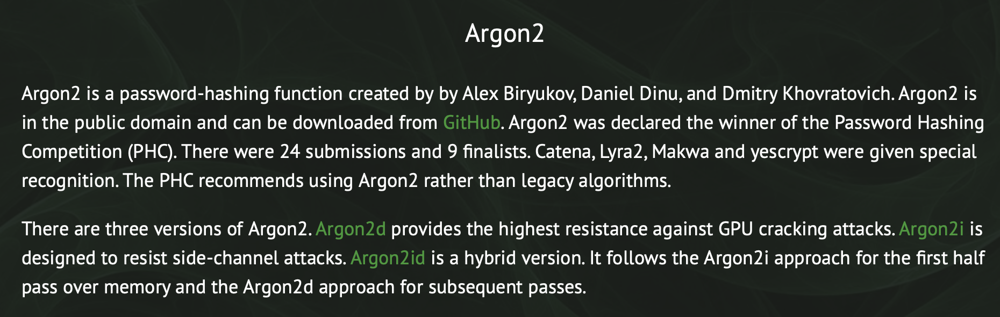 Argon2
Argon2 is a password-hashing function created by by Alex Biryukov, Daniel Dinu, and Dmitry Khovratovich. Argon2 is
in the public domain and can be downloaded from GitHub. Argon2 was declared the winner of the Password Hashing
Competition (PHC). There were 24 submissions and 9 finalists. Catena, Lyra2, Makwa and yescrypt were given special
recognition. The PHC recommends using Argon2 rather than legacy algorithms.
There are three versions of Argon2. Argon2d provides the highest resistance against GPU cracking attacks. Argon2i is
designed to resist side-channel attacks. Argon2id is a hybrid version. It follows the Argon2i approach for the first half
pass over memory and the Argon2d approach for subsequent passes.